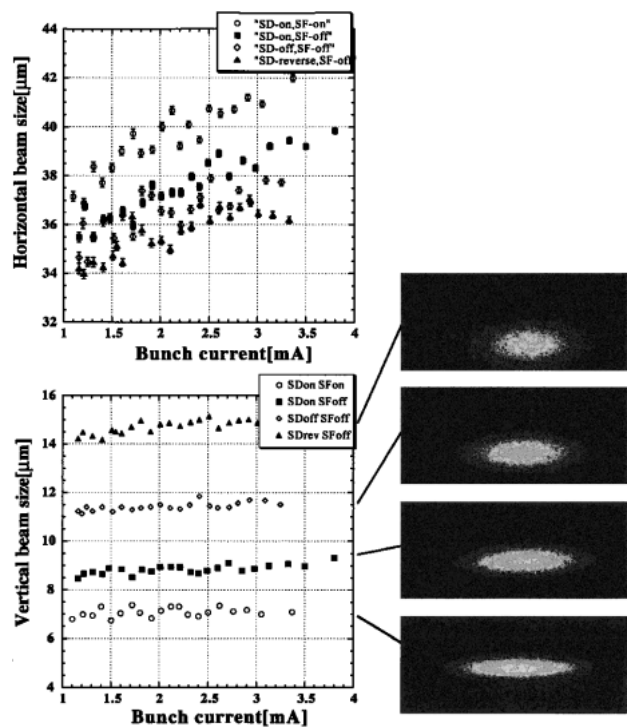 44
"SD-on,SF-on"
"SD-on,SF-off"
"SD-off,SF-off"
"SD-reverse,SF-off
42
40
38
36
34
32
Horizontal beam size[μm]
1 1.5 2 2.5 3 3.5 4
Bunch current[mA]
16
SDon SFon
SDon SFoff
SDoff SFoff
SDrev SFoff
14
12
10
8
6
4
Vertical beam size[μm]
1 1.5 2 2.5 3 3.5 4
Bunch current[mA]